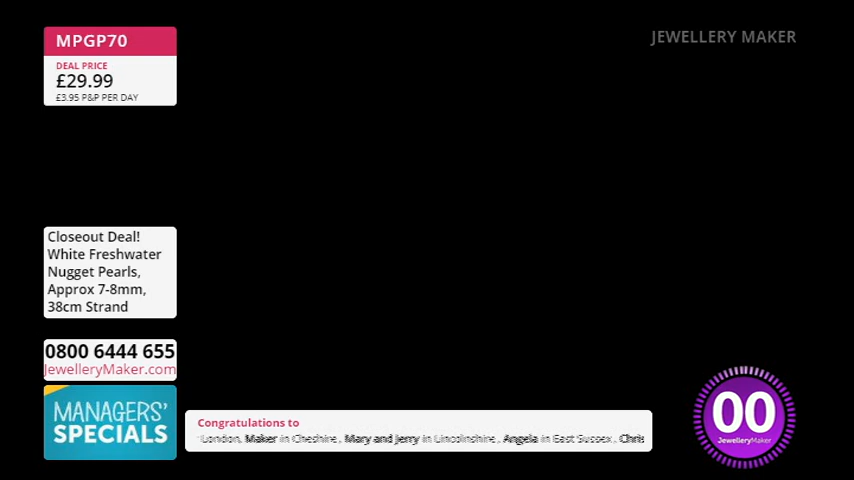 MPGP70
DEAL PRICE
£29.99
£3.95 P&P PER DAY
JEWELLERY MAKER
Closeout Deal!
White Freshwater
Nugget Pearls,
Approx 7-8mm,
38cm Strand
0800 6444 655
JewelleryMaker.com
MANAGERS'
SPECIALS
Congratulations to
London, Maker in Cheshire, Mary and Jerry in Lincolnshire, Angela in East Sussex, Chris
00
JewelleryMaker